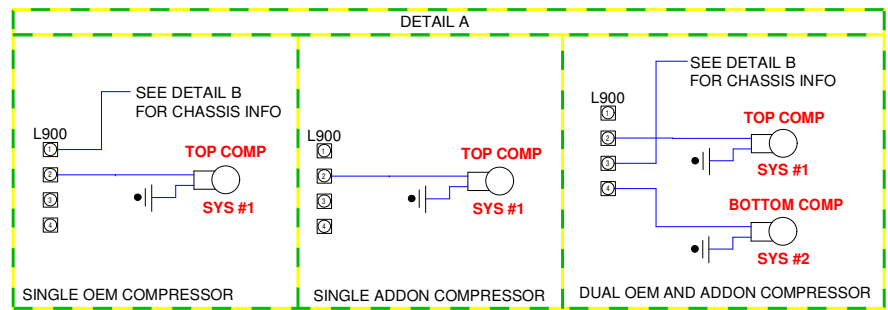 DETAIL A
SEE DETAIL B
FOR CHASSIS INFO
L900
1
2
3
4
TOP COMP
SYS #1
SINGLE OEM COMPRESSOR
L900
1
2
3
4
TOP COMP
SYS #1
SINGLE ADDON COMPRESSOR
SEE DETAIL B
FOR CHASSIS INFO
L900
1
2
3
4
TOP COMP
SYS #1
BOTTOM COMP
SYS #2
DUAL OEM AND ADDON COMPRESSOR